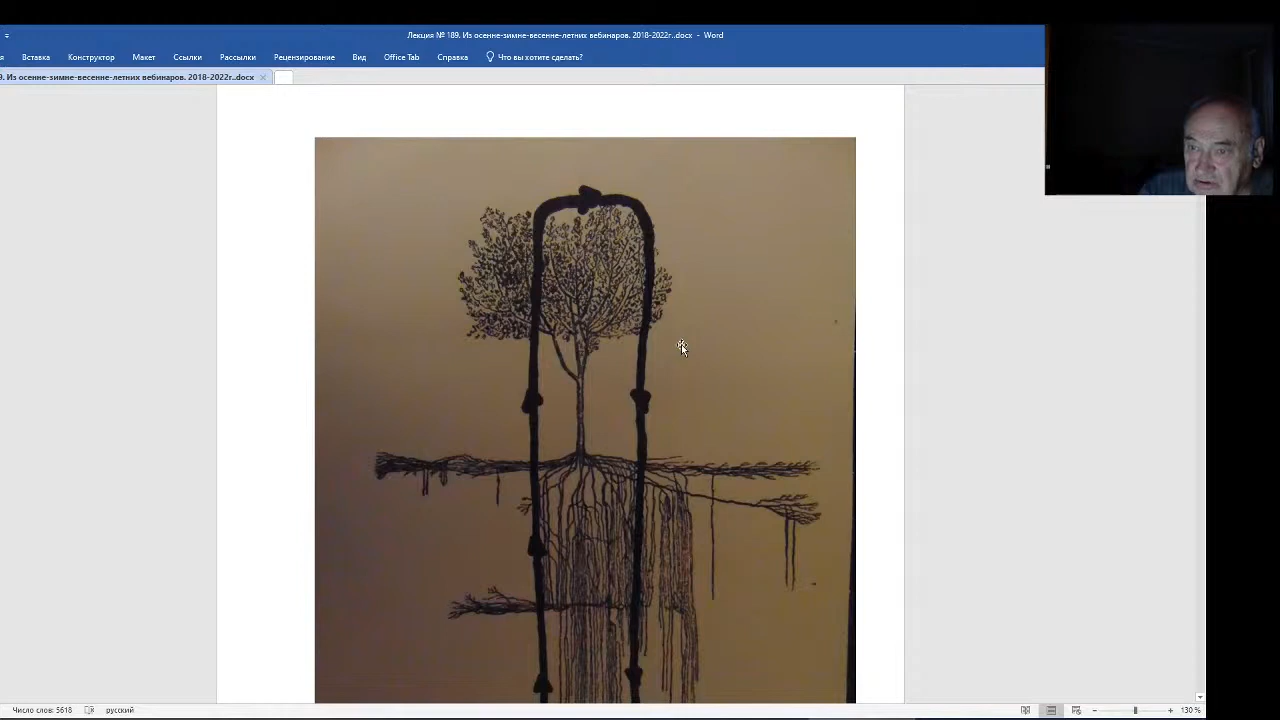 Лекция № 189. Из осенне-зимне-весенне-летних вебинаров. 2018-2022г..docx - Word
я Вставка Конструктор Макет Ссылки Рассылки Рецензирование Вид Office Tab Справка Что вы хотите сделать?
9. Из осенне-зимне-весенне-летних вебинаров. 2018-2022г..docx
Число слов: 5618 русский 130 %